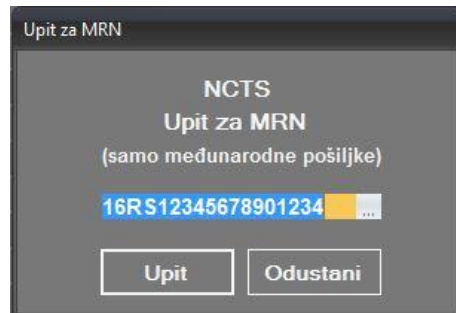 Upit za MRN
NCTS
Upit za MRN
(samo međunarodne pošiljke)
16RS12345678901234 ...
Upit Odustani